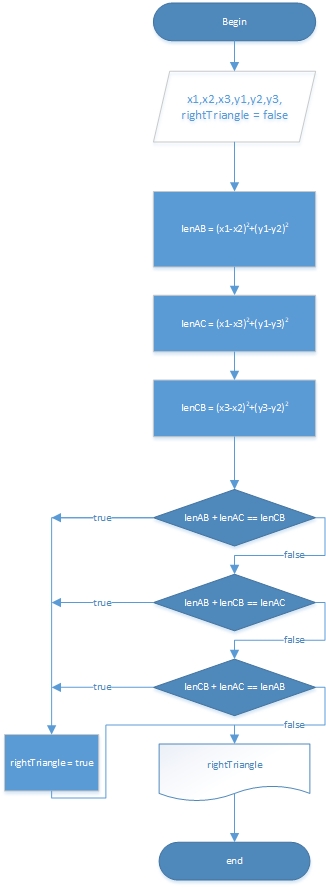 Begin
x1,x2,x3,y1,y2,y3,
rightTriangle = false
lenAB = (x1-x2)²+(y1-y2)²
lenAC = (x1-x3)²+(y1-y3)²
lenCB = (x3-x2)²+(y3-y2)²
lenAB + lenAC == lenCB
true
false
lenAB + lenCB == lenAC
true
false
lenCB + lenAC == lenAB
true
false
rightTriangle = true
rightTriangle
end